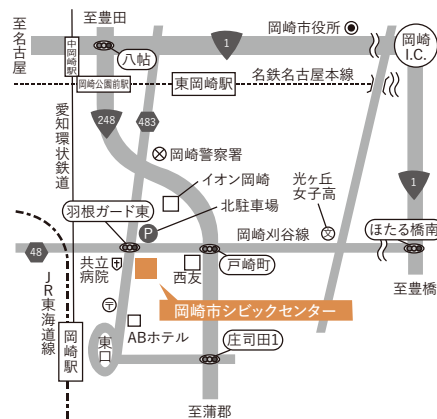 至名古屋
至豊田
中岡崎駅
八帖
1
岡崎市役所
岡崎
I.C.
岡崎公園前駅
東岡崎駅
名鉄名古屋本線
愛知環状鉄道
248
483
岡崎警察署
イオン岡崎
光ヶ丘
女子高
1
羽根ガード東
P
北駐車場
岡崎刈谷線
ほたる橋南
48
共立
病院
西友
戸崎町
至豊橋
岡崎市シビックセンター
JR東海道線
岡崎駅
〒
ABホテル
東口
庄司田1
至蒲郡